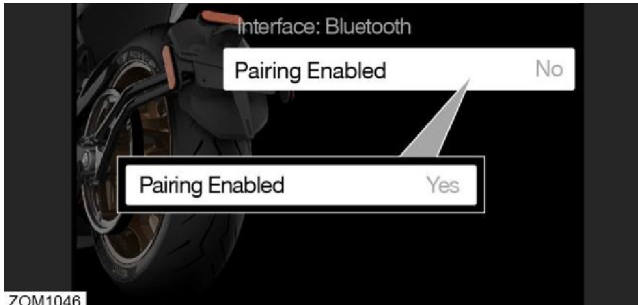 Interface: Bluetooth
Pairing Enabled No
Pairing Enabled Yes
ZOM1046